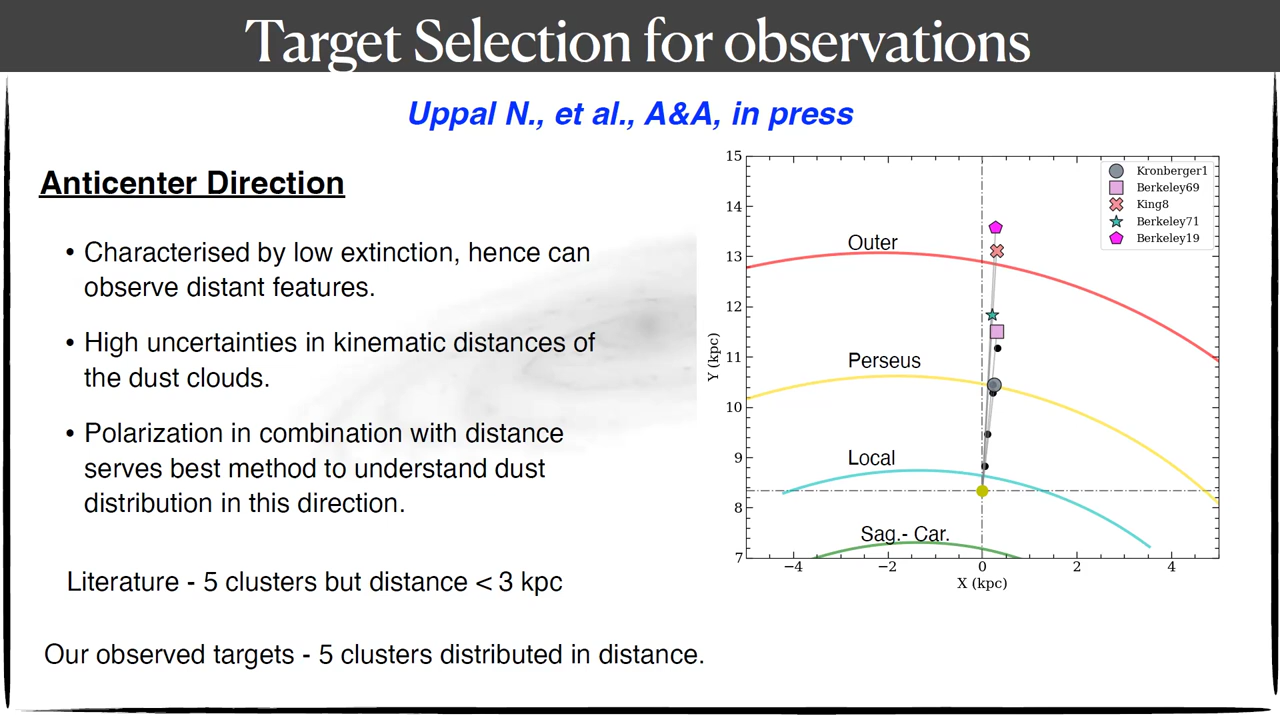 Target Selection for observations
Uppal N., et al., A&A, in press
Anticenter Direction
• Characterised by low extinction, hence can
observe distant features.
• High uncertainties in kinematic distances of
the dust clouds.
• Polarization in combination with distance
serves best method to understand dust
distribution in this direction.
Literature - 5 clusters but distance < 3 kpc
Our observed targets - 5 clusters distributed in distance.
Kronberger1
Berkeley69
King8
Berkeley71
Berkeley19
Outer
Perseus
Local
Sag.- Car.
Y (kpc)
15
14
13
12
11
10
9
8
7
−4 −2 0 2 4
X (kpc)